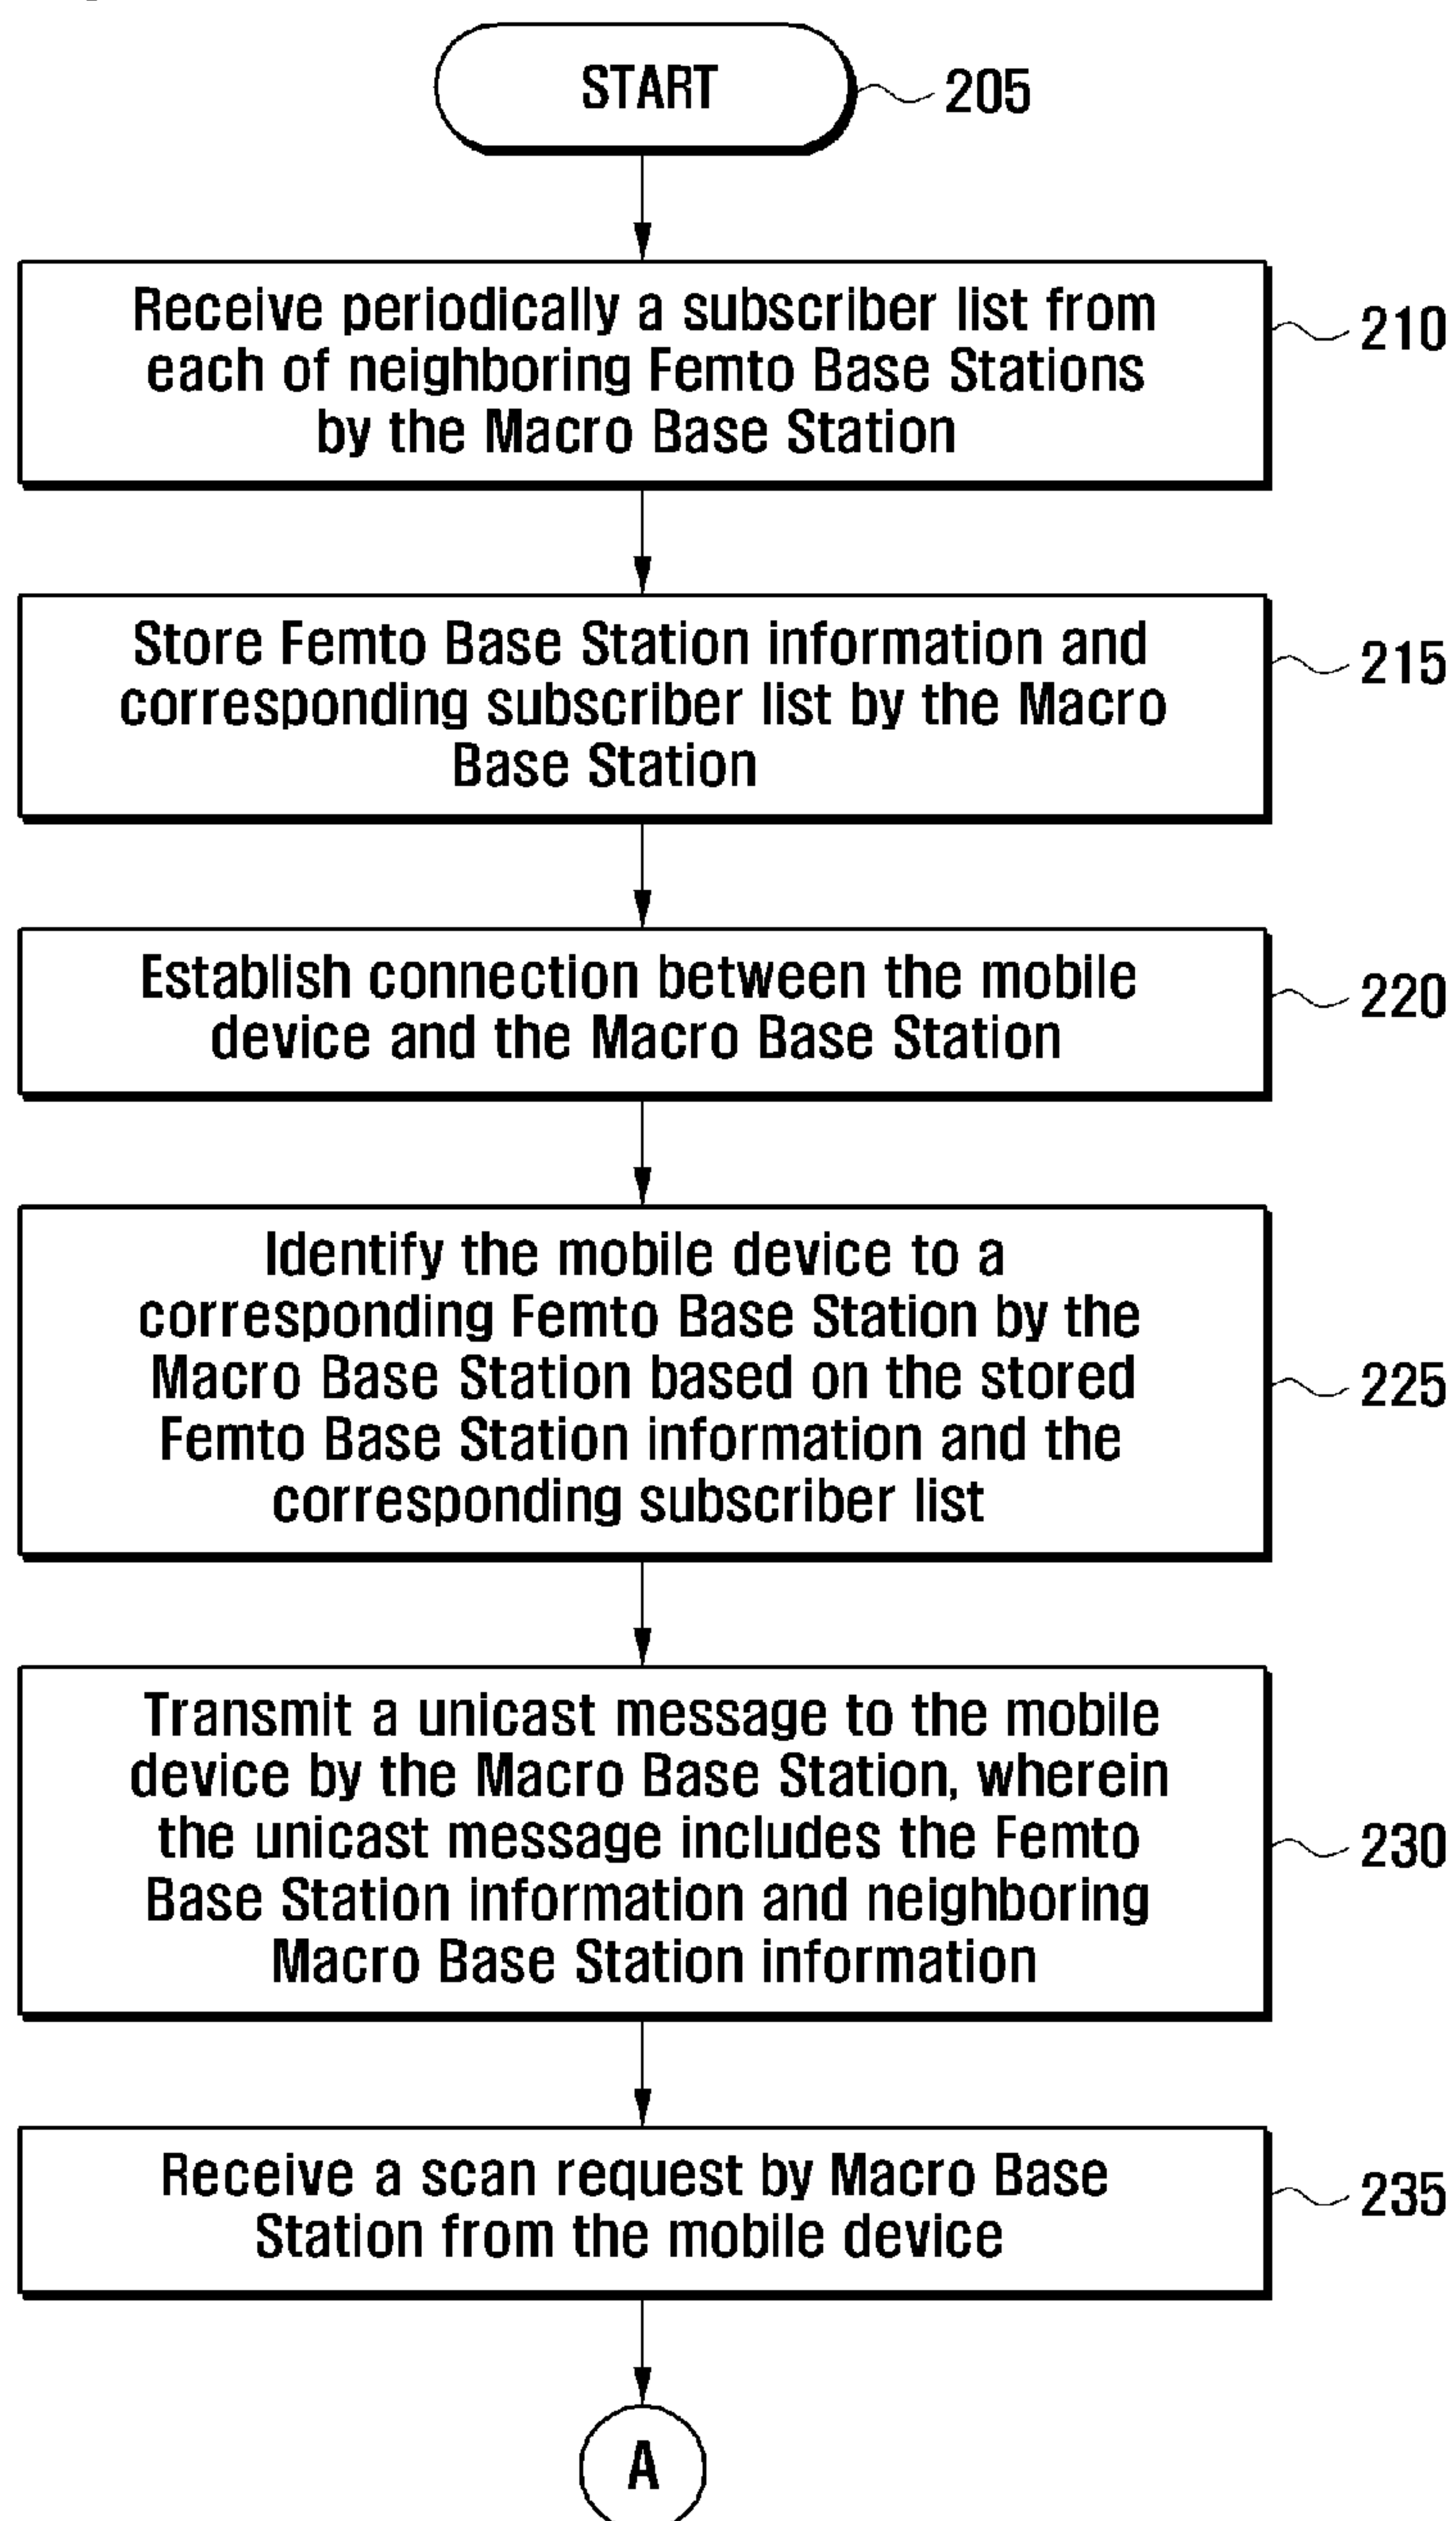 START
205
Receive periodically a subscriber list from
each of neighboring Femto Base Stations
by the Macro Base Station
210
Store Femto Base Station information and
corresponding subscriber list by the Macro
Base Station
215
Establish connection between the mobile
device and the Macro Base Station
220
Identify the mobile device to a
corresponding Femto Base Station by the
Macro Base Station based on the stored
Femto Base Station information and the
corresponding subscriber list
225
Transmit a unicast message to the mobile
device by the Macro Base Station, wherein
the unicast message includes the Femto
Base Station information and neighboring
Macro Base Station information
230
Receive a scan request by Macro Base
Station from the mobile device
235
A